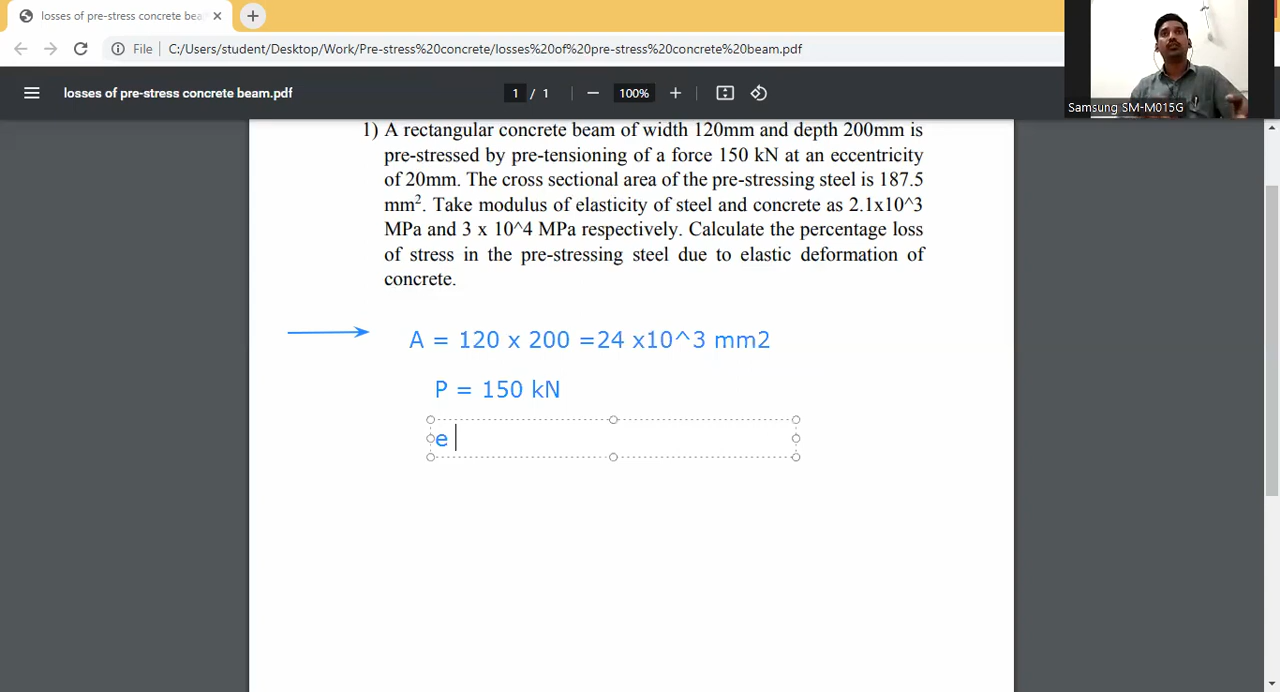 losses of pre-stress concrete bea
File C:/Users/student/Desktop/Work/Pre-stress%20concrete/losses%20of%20pre-stress%20concrete%20beam.pdf
Samsung SM-M015G
losses of pre-stress concrete beam.pdf 1 / 1 100%
1) A rectangular concrete beam of width 120mm and depth 200mm is
pre-stressed by pre-tensioning of a force 150 kN at an eccentricity
of 20mm. The cross sectional area of the pre-stressing steel is 187.5
mm². Take modulus of elasticity of steel and concrete as 2.1x10^3
MPa and 3 x 10^4 MPa respectively. Calculate the percentage loss
of stress in the pre-stressing steel due to elastic deformation of
concrete.
A = 120 x 200 =24 x10^3 mm2
P = 150 kN
e